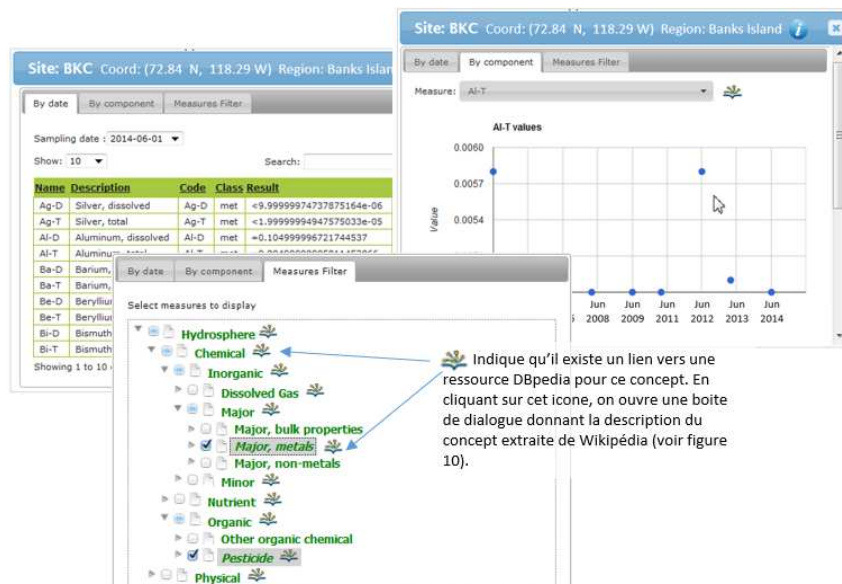 Site: BKC Coord: (72.84 N, 118.29 W) Region: Banks Islan
By date By component Measures Filter
Sampling date : 2014-06-01
Show: 10 Search:
Name Description Code Class Result
Ag-D Silver, dissolved Ag-D met <9.99999974737875164e-06
Ag-T Silver, total Ag-T met <1.99999994947575033e-05
Al-D Aluminum, dissolved Al-D met =0.104999996721744537
Al-T
Ba-D Barium,
Ba-T Barium,
Be-D Berylliu
Be-T Berylliu
Bi-D Bismuth
Bi-T Bismuth
Showing 1 to 10
Site: BKC Coord: (72.84 N, 118.29 W) Region: Banks Island i
By date By component Measures Filter
Measure: Al-T
Al-T values
0.0060
0.0057
0.0054
Value
Jun Jun Jun Jun Jun Jun
2008 2009 2011 2012 2013 2014
By date By component Measures Filter
Select measures to display
Hydrosphere
Chemical
Inorganic
Dissolved Gas
Major
Major, bulk properties
Major, metals
Major, non-metals
Minor
Nutrient
Organic
Other organic chemical
Pesticide
Physical
Indique qu'il existe un lien vers une
ressource DBpedia pour ce concept. En
cliquant sur cet icone, on ouvre une boite
de dialogue donnant la description du
concept extraite de Wikipédia (voir figure
10).